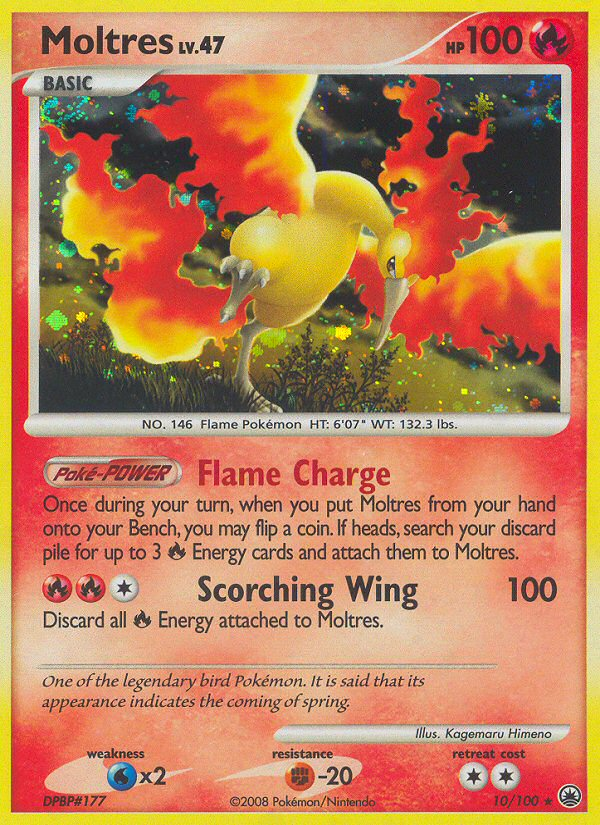 Moltres LV.47
HP 100
BASIC
NO. 146 Flame Pokémon HT: 6'07" WT: 132.3 lbs.
Poké-POWER Flame Charge
Once during your turn, when you put Moltres from your hand
onto your Bench, you may flip a coin. If heads, search your discard
pile for up to 3 Energy cards and attach them to Moltres.
Scorching Wing 100
Discard all Energy attached to Moltres.
One of the legendary bird Pokémon. It is said that its
appearance indicates the coming of spring.
Illus. Kagemaru Himeno
weakness resistance retreat cost
x2 -20
DPBP#177 ©2008 Pokémon/Nintendo 10/100 ★